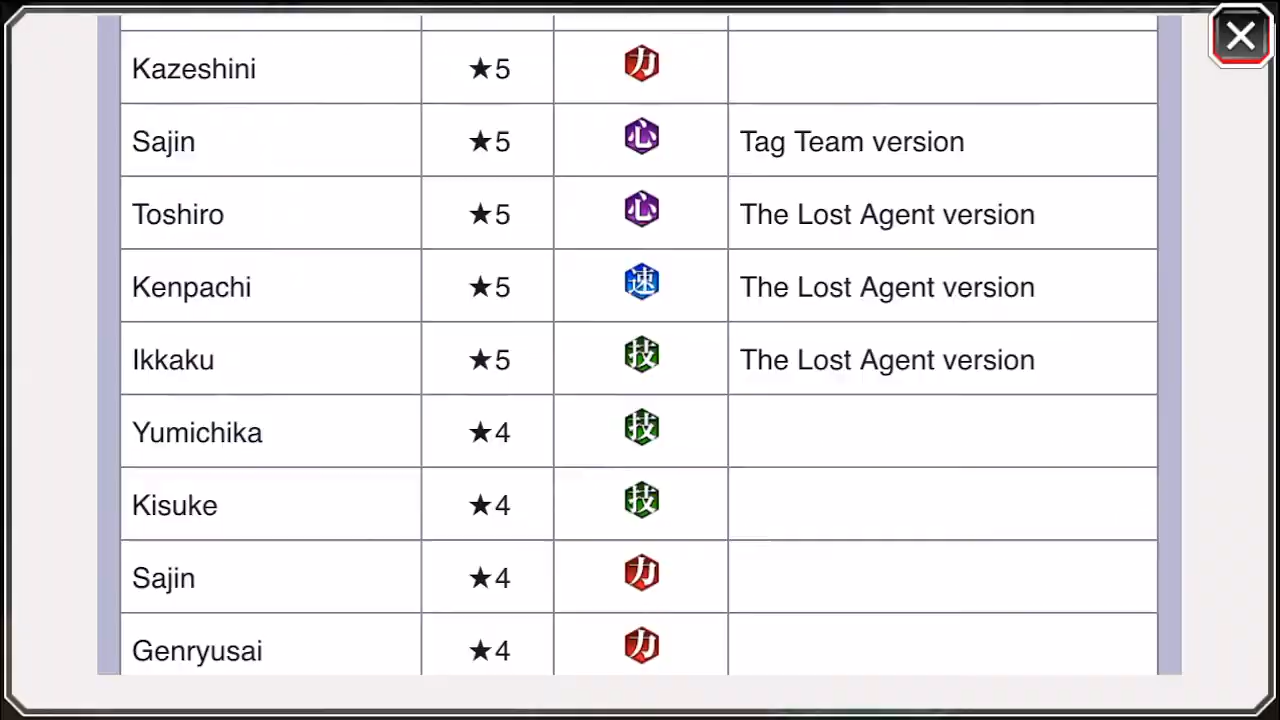 Kazeshini ★5 力
Sajin ★5 心 Tag Team version
Toshiro ★5 心 The Lost Agent version
Kenpachi ★5 速 The Lost Agent version
Ikkaku ★5 技 The Lost Agent version
Yumichika ★4 技
Kisuke ★4 技
Sajin ★4 力
Genryusai ★4 力